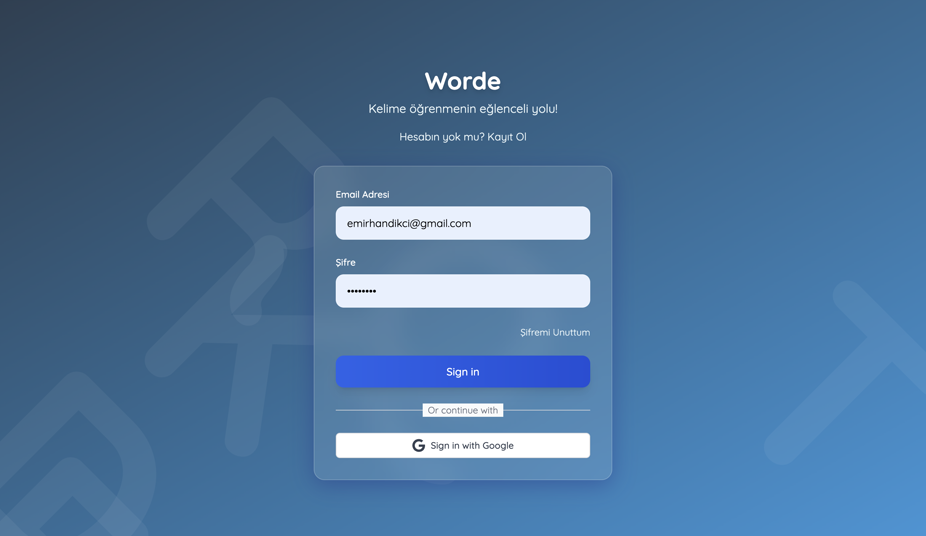 Worde
Kelime öğrenmenin eğlenceli yolu!
Hesabın yok mu? Kayıt Ol
Email Adresi
emirhandikci@gmail.com
Şifre
••••••••
Şifremi Unuttum
Sign in
Or continue with
Sign in with Google